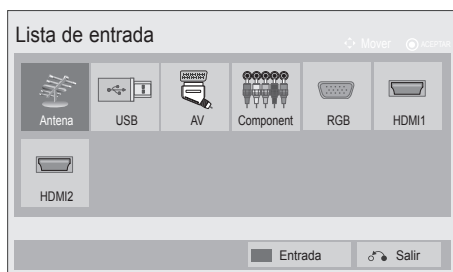 Lista de entrada
Mover ACEPTAR
Antena USB AV Component RGB HDMI1
HDMI2
Entrada Salir